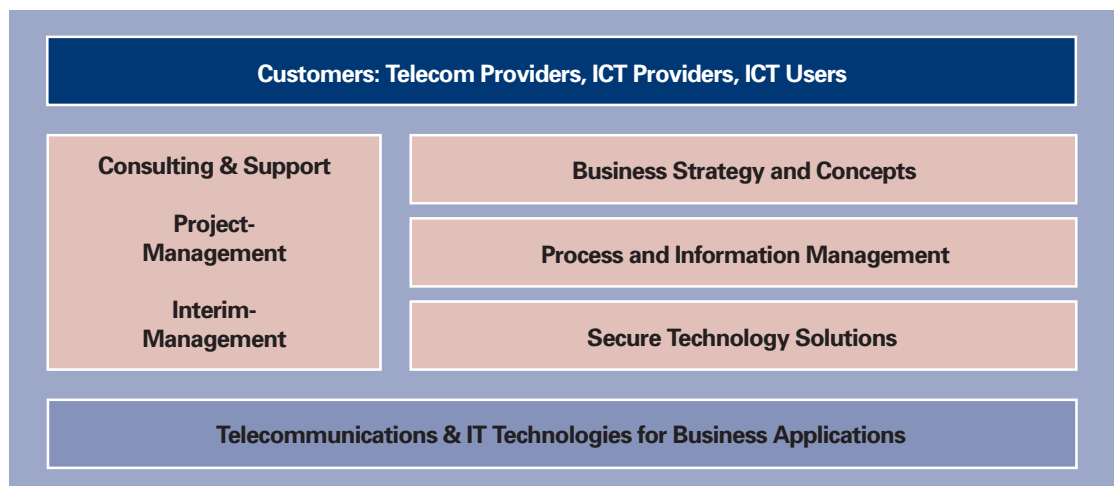 Customers: Telecom Providers, ICT Providers, ICT Users
Consulting & Support
Project-
Management
Interim-
Management
Business Strategy and Concepts
Process and Information Management
Secure Technology Solutions
Telecommunications & IT Technologies for Business Applications